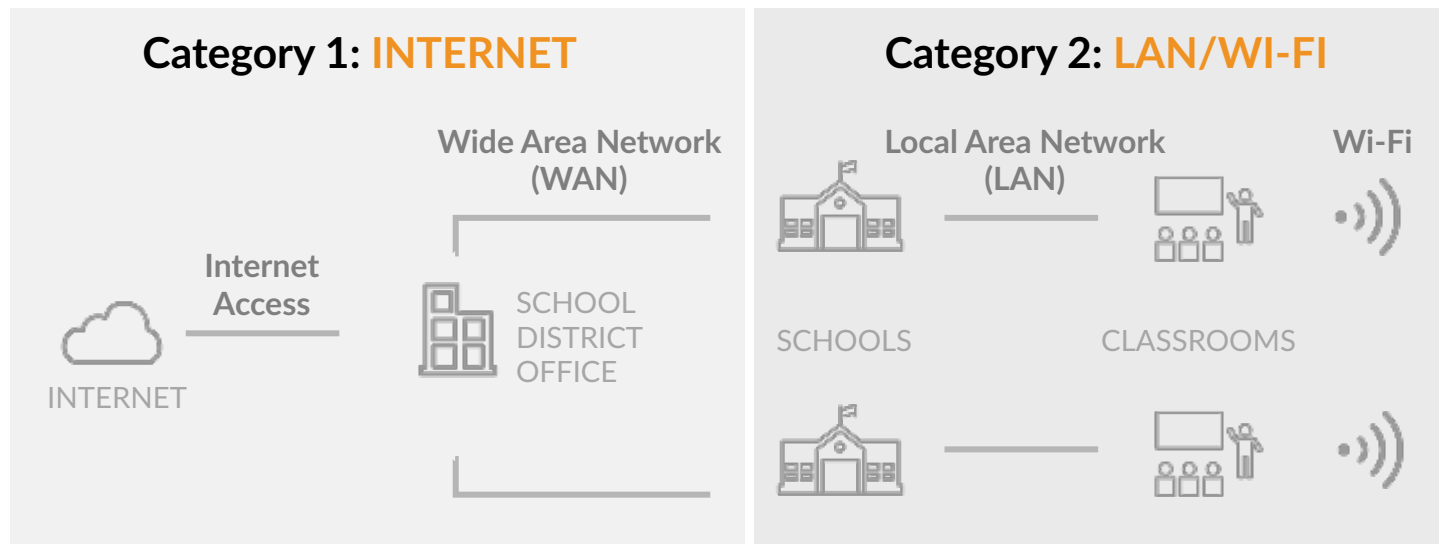 Category 1: INTERNET
Wide Area Network
(WAN)
Internet
Access
INTERNET
SCHOOL
DISTRICT
OFFICE
Category 2: LAN/WI-FI
Local Area Network
(LAN)
Wi-Fi
SCHOOLS
CLASSROOMS